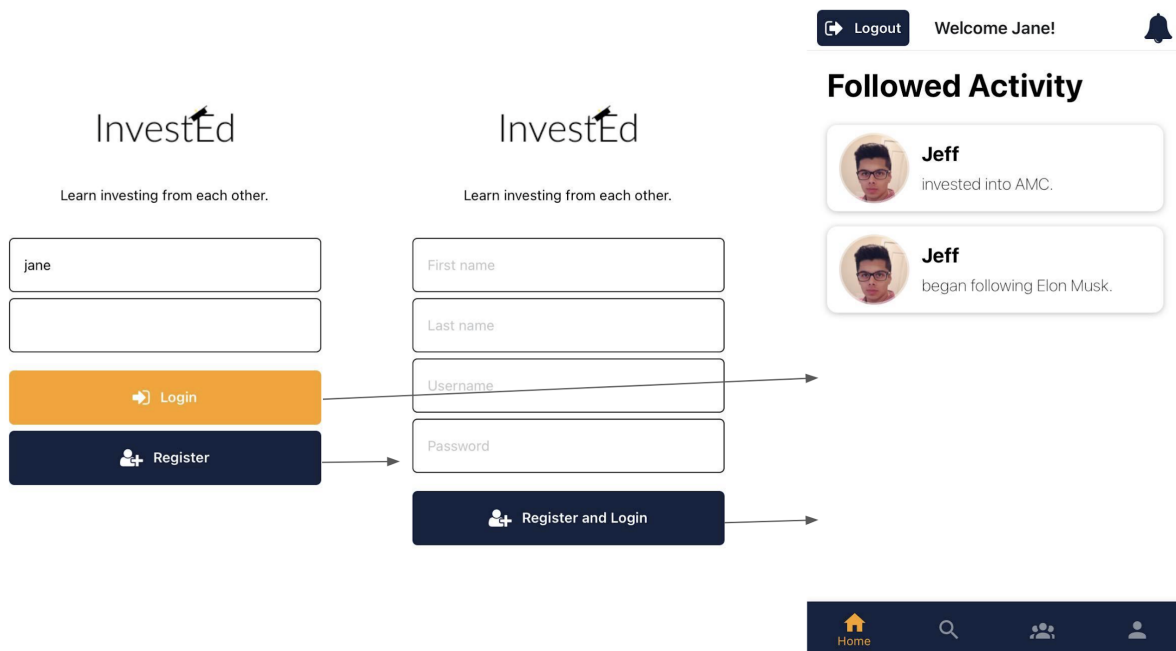 InvestEd
Learn investing from each other.
jane
Login
Register
InvestEd
Learn investing from each other.
First name
Last name
Username
Password
Register and Login
Logout
Welcome Jane!
Followed Activity
Jeff
invested into AMC.
Jeff
began following Elon Musk.
Home